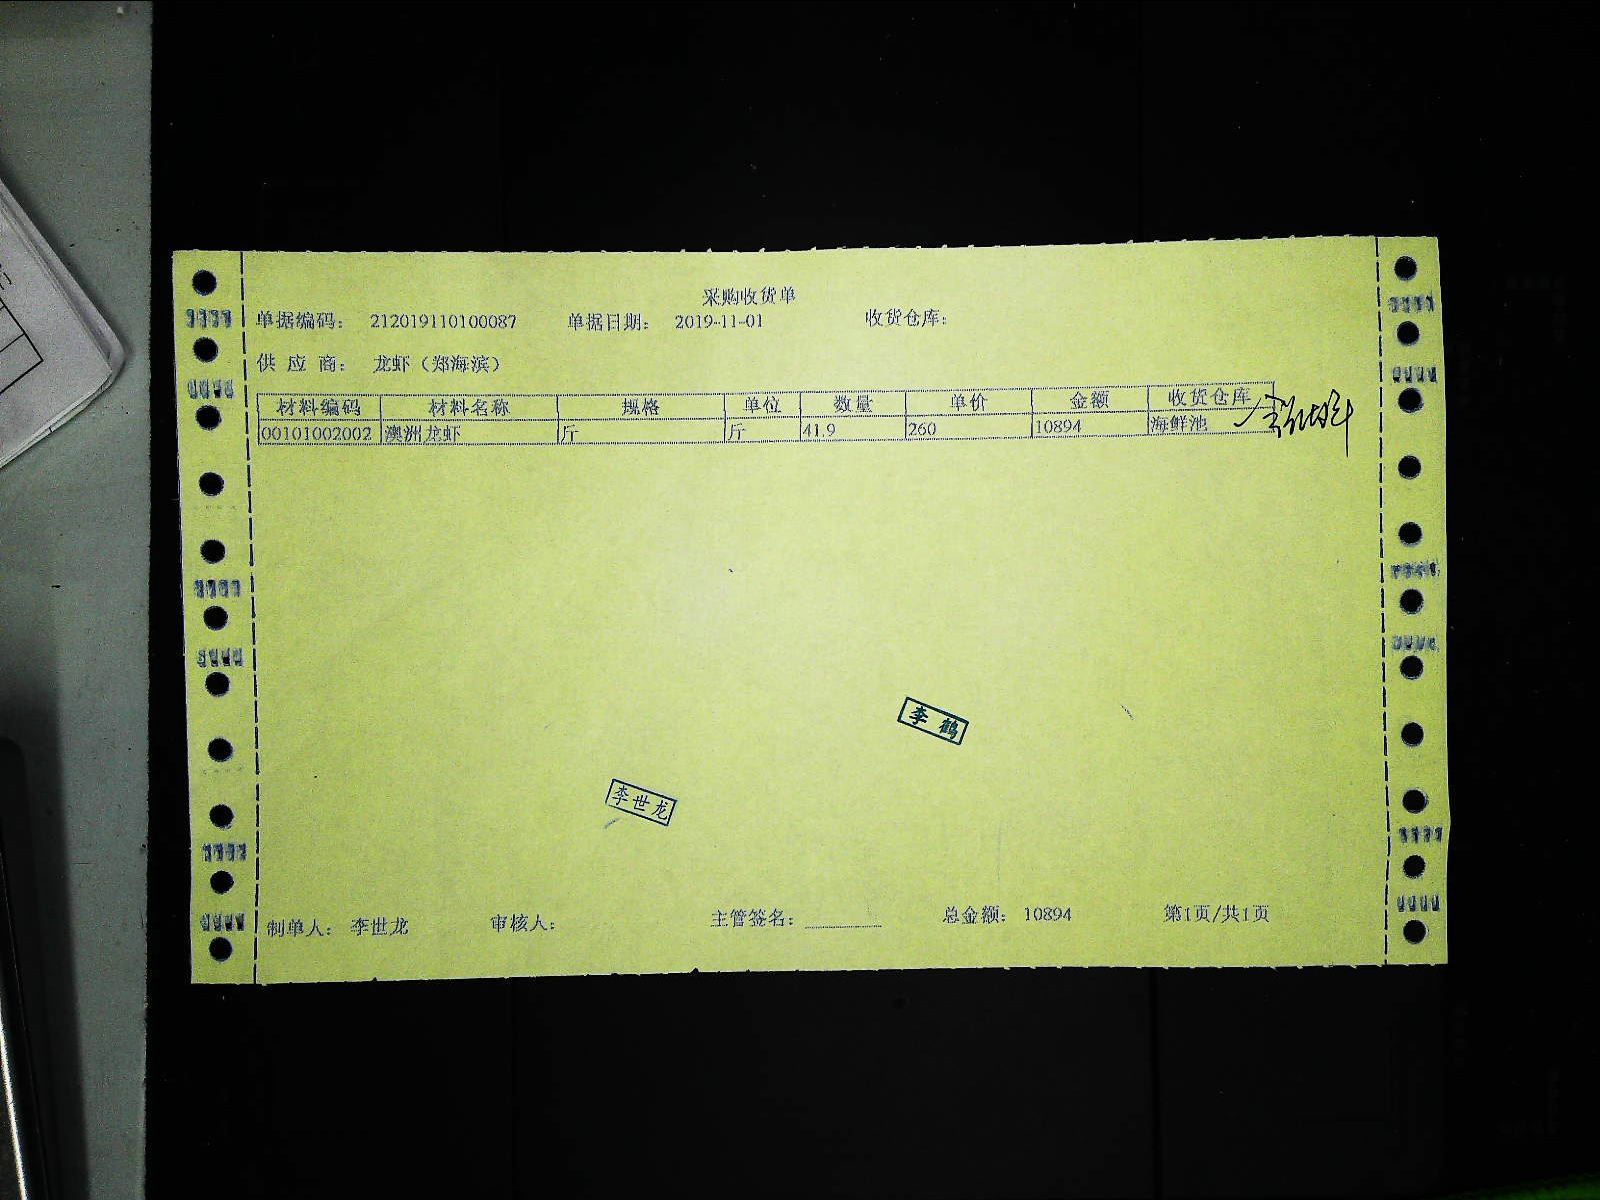 采购收货单
单据编码： 212019110100087 单据日期： 2019-11-01 收货仓库：
供 应 商： 龙虾（郑海滨）
材料编码 材料名称 规格 单位 数量 单价 金额 收货仓库
00101002002 澳洲龙虾 斤 斤 41.9 260 10894 海鲜池
李 鹤
李世龙
制单人： 李世龙 审核人： 主管签名： 总金额： 10894 第1页/共1页